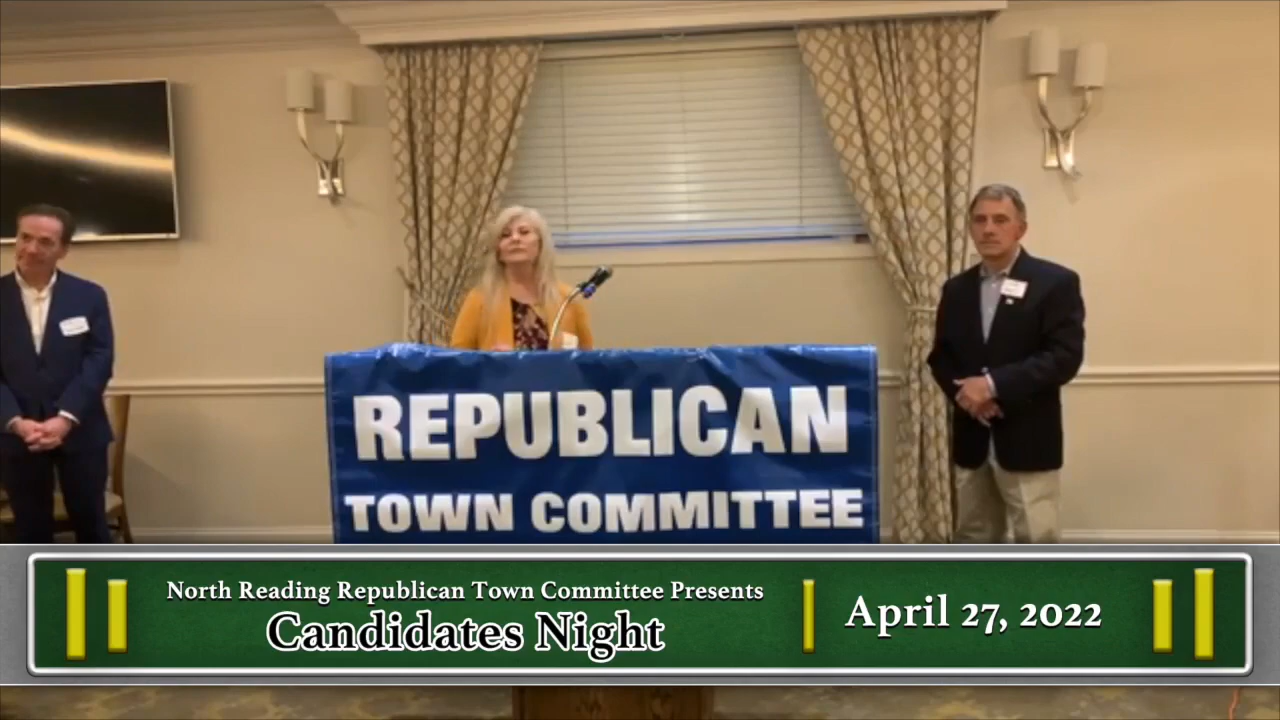 REPUBLICAN
TOWN COMMITTEE
North Reading Republican Town Committee Presents
Candidates Night
April 27, 2022